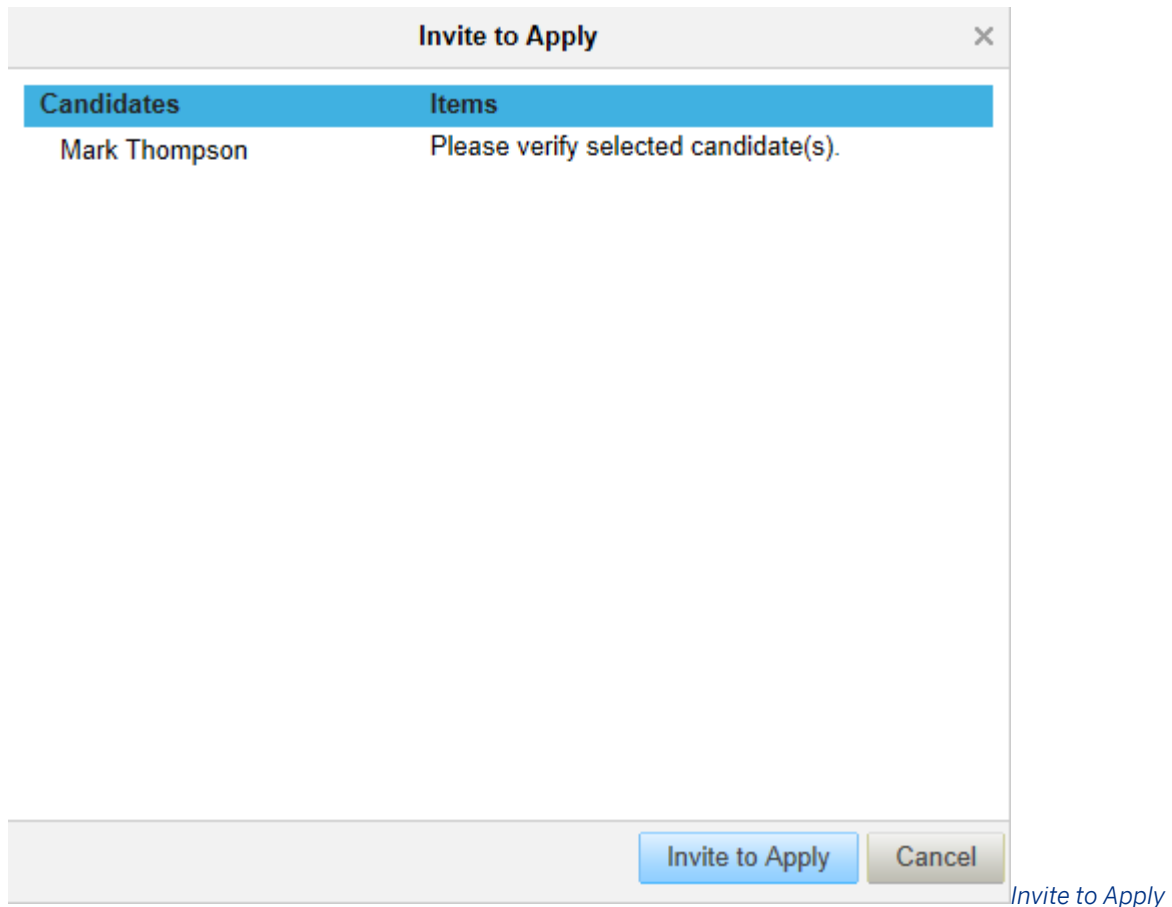 Invite to Apply ×
Candidates Items
Mark Thompson Please verify selected candidate(s).
Invite to Apply Cancel
Invite to Apply